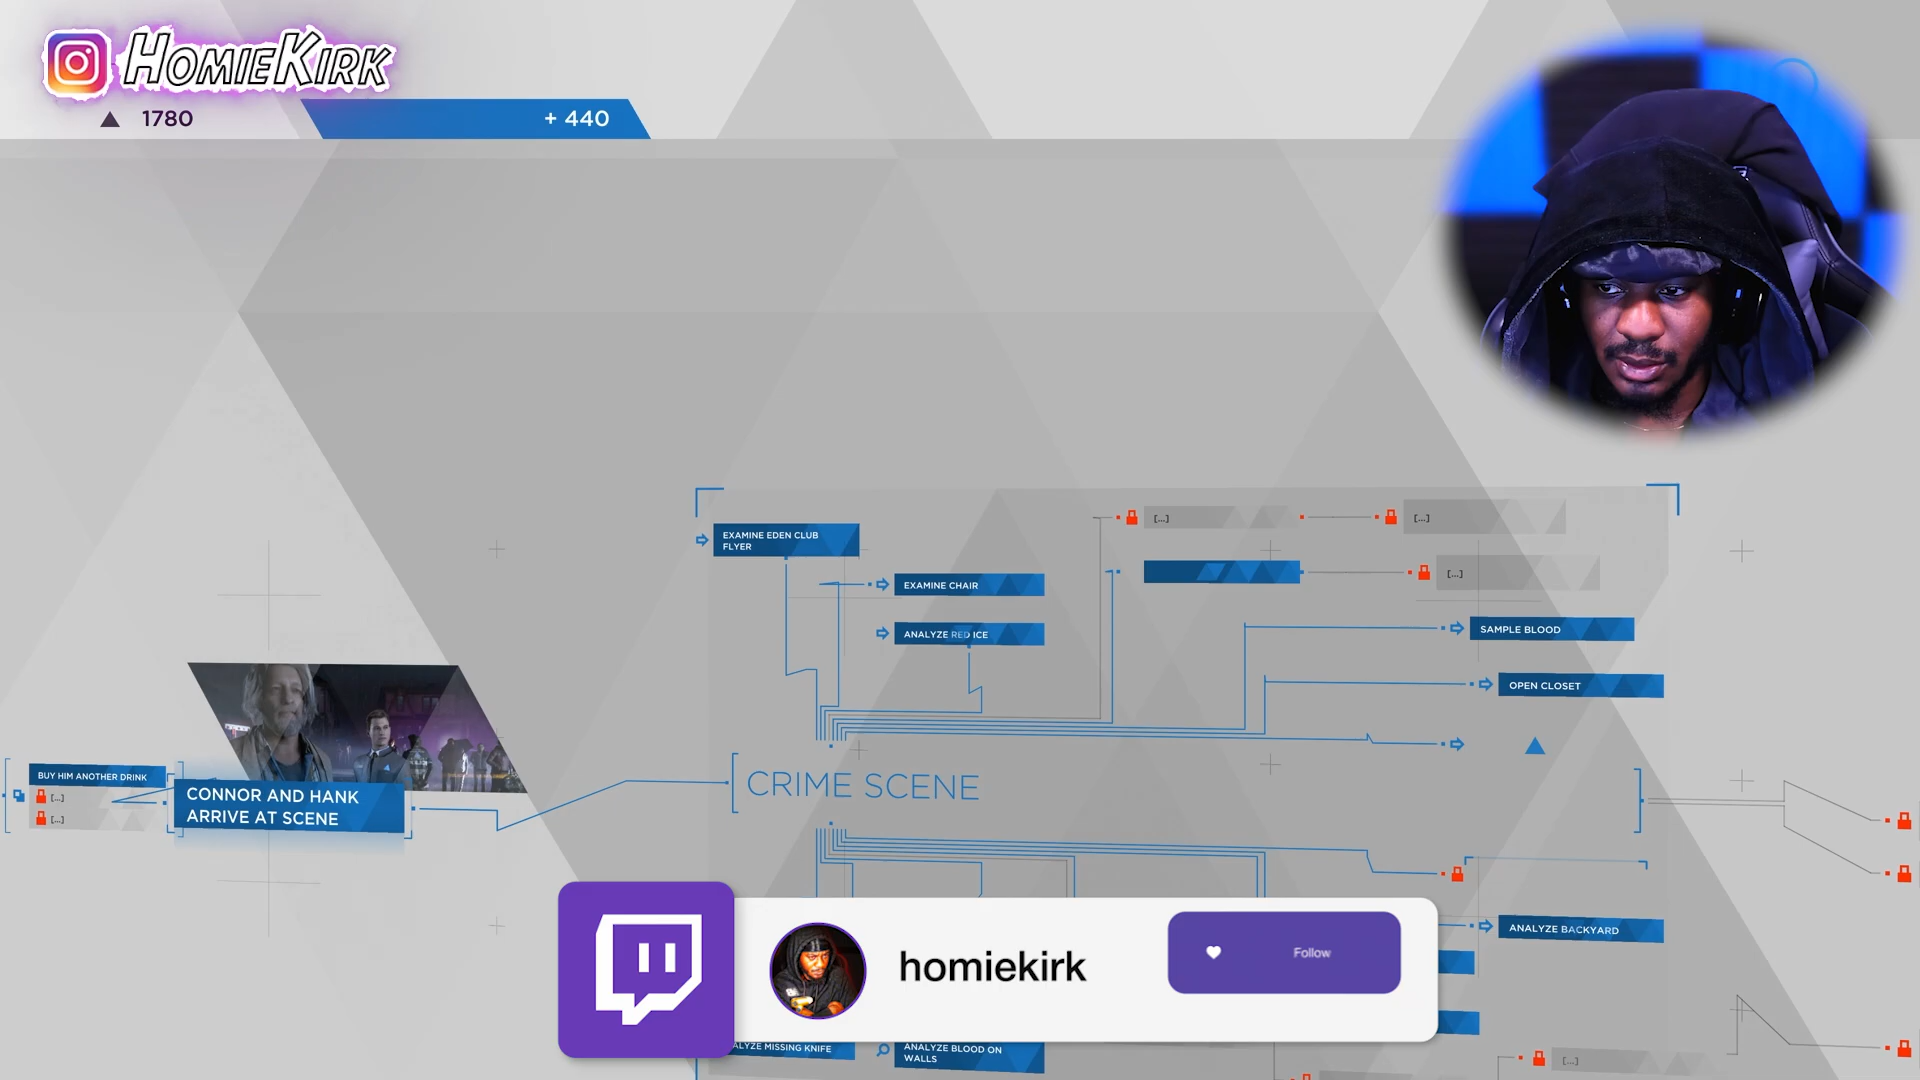 HOMIEKIRK
1780
+ 440
[...]
[...]
EXAMINE EDEN CLUB
FLYER
[...]
EXAMINE CHAIR
ANALYZE RED ICE
SAMPLE BLOOD
OPEN CLOSET
BUY HIM ANOTHER DRINK
[...]
[...]
CONNOR AND HANK
ARRIVE AT SCENE
CRIME SCENE
ANALYZE BACKYARD
homiekirk
Follow
ALYZE MISSING KNIFE
ANALYZE BLOOD ON
WALLS
[...]